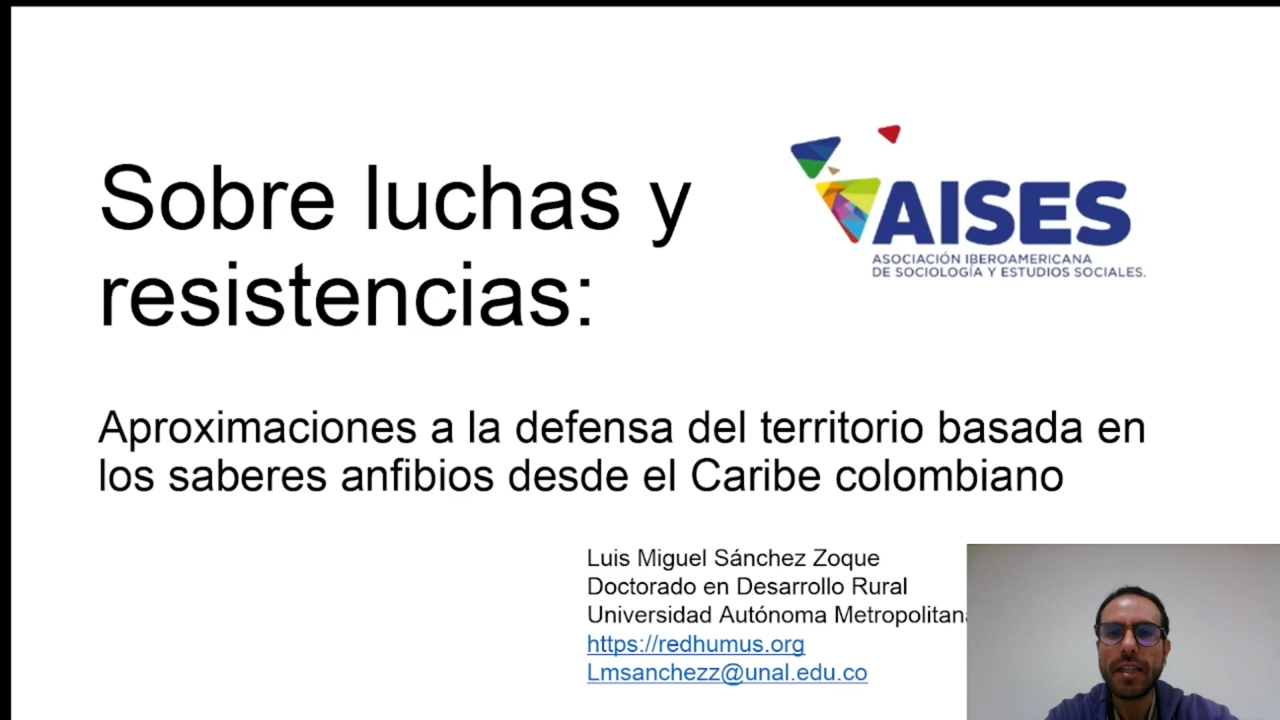 Sobre luchas y
resistencias:
AISES
ASOCIACIÓN IBEROAMERICANA
DE SOCIOLOGÍA Y ESTUDIOS SOCIALES.
Aproximaciones a la defensa del territorio basada en
los saberes anfibios desde el Caribe colombiano
Luis Miguel Sánchez Zoque
Doctorado en Desarrollo Rural
Universidad Autónoma Metropolitana
https://redhumus.org
Lmsanchezz@unal.edu.co